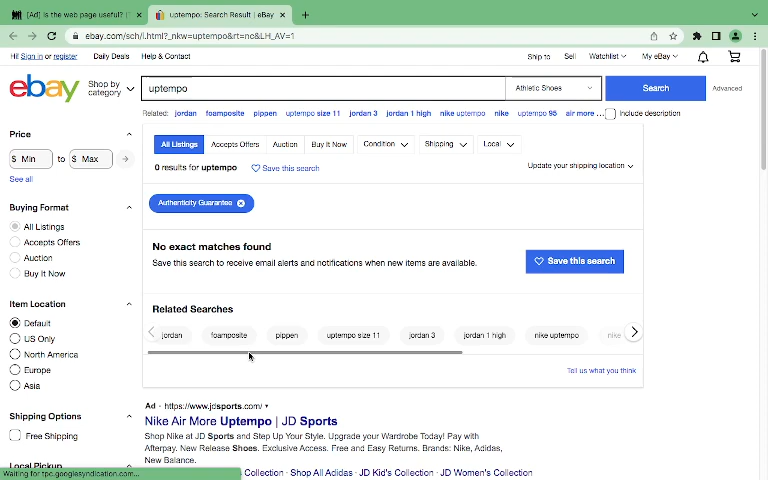 [Ad] Is the web page useful? |
uptempo: Search Result | eBay
ebay.com/sch/i.html?_nkw=uptempo&rt=nc&LH_AV=1
Hi! Sign in or register Daily Deals Help & Contact Ship to Sell Watchlist My eBay
ebay Shop by category uptempo Athletic Shoes Search Advanced
Related: jordan foamposite pippen uptempo size 11 jordan 3 jordan 1 high nike uptempo nike uptempo 95 air more ... Include description
Price
$ Min to $ Max
See all
Buying Format
All Listings
Accepts Offers
Auction
Buy It Now
Item Location
Default
US Only
North America
Europe
Asia
Shipping Options
Free Shipping
Local Pickup
All Listings Accepts Offers Auction Buy It Now Condition Shipping Local
0 results for uptempo Save this search Update your shipping location
Authenticity Guarantee
No exact matches found
Save this search to receive email alerts and notifications when new items are available.
Save this search
Related Searches
jordan foamposite pippen uptempo size 11 jordan 3 jordan 1 high nike uptempo nike
Tell us what you think
Ad · https://www.jdsports.com/
Nike Air More Uptempo | JD Sports
Shop Nike at JD Sports and Step Up Your Style. Upgrade your Wardrobe Today! Pay with
Afterpay. New Release Shoes. Exclusive Access. Free and Easy Returns. Brands: Nike, Adidas,
New Balance.
Collection · Shop All Adidas · JD Kid's Collection · JD Women's Collection
Waiting for tpc.googlesyndication.com...